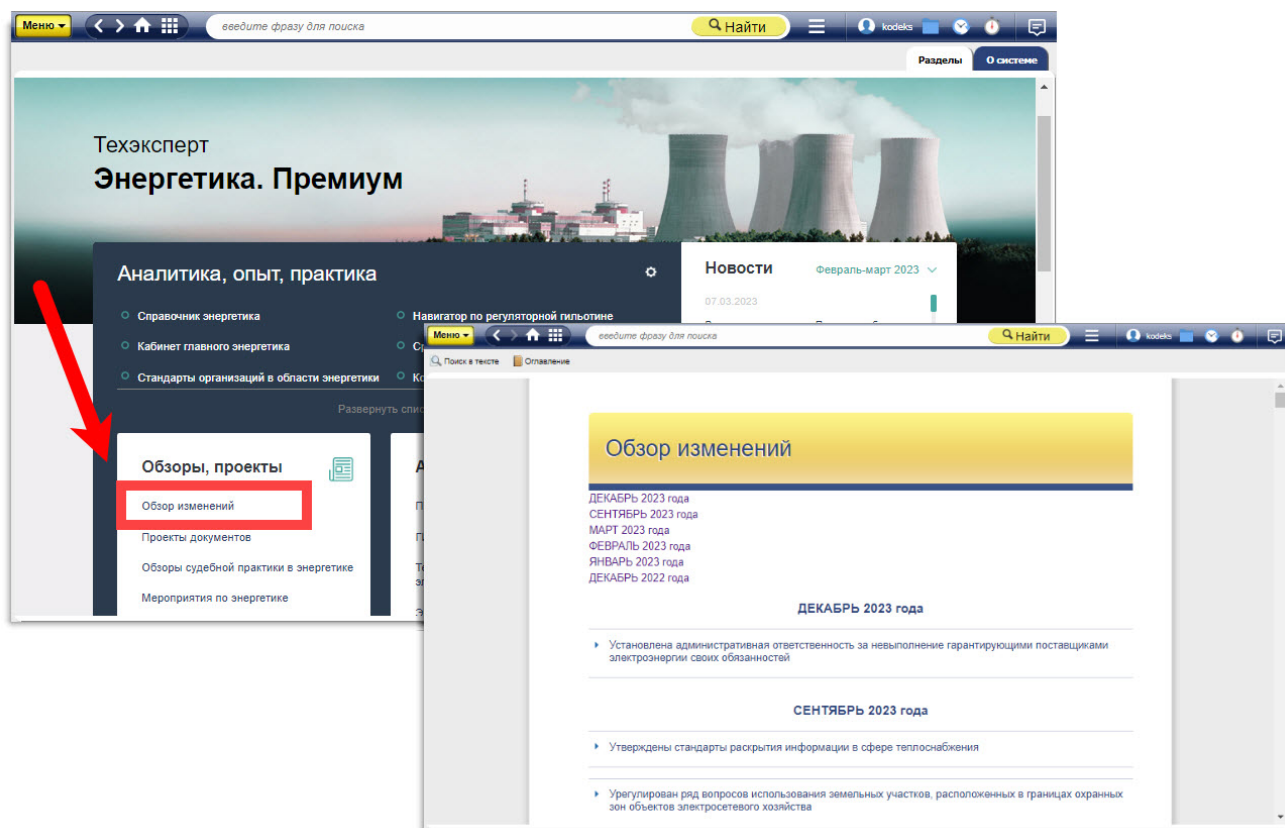 Меню
введите фразу для поиска
Найти
kodeks
Разделы
О системе
Техэксперт
Энергетика. Премиум
Аналитика, опыт, практика
Справочник энергетика
Кабинет главного энергетика
Стандарты организаций в области энергетики
Навигатор по регуляторной гильотине
Развернуть
Новости
Февраль-март 2023
07.03.2023
Обзоры, проекты
Обзор изменений
Проекты документов
Обзоры судебной практики в энергетике
Мероприятия по энергетике
Меню
введите фразу для поиска
Найти
kodeks
Поиск в тексте
Оглавление
Обзор изменений
ДЕКАБРЬ 2023 года
СЕНТЯБРЬ 2023 года
МАРТ 2023 года
ФЕВРАЛЬ 2023 года
ЯНВАРЬ 2023 года
ДЕКАБРЬ 2022 года
ДЕКАБРЬ 2023 года
Установлена административная ответственность за невыполнение гарантирующими поставщиками
электроэнергии своих обязанностей
СЕНТЯБРЬ 2023 года
Утверждены стандарты раскрытия информации в сфере теплоснабжения
Урегулирован ряд вопросов использования земельных участков, расположенных в границах охранных
зон объектов электросетевого хозяйства